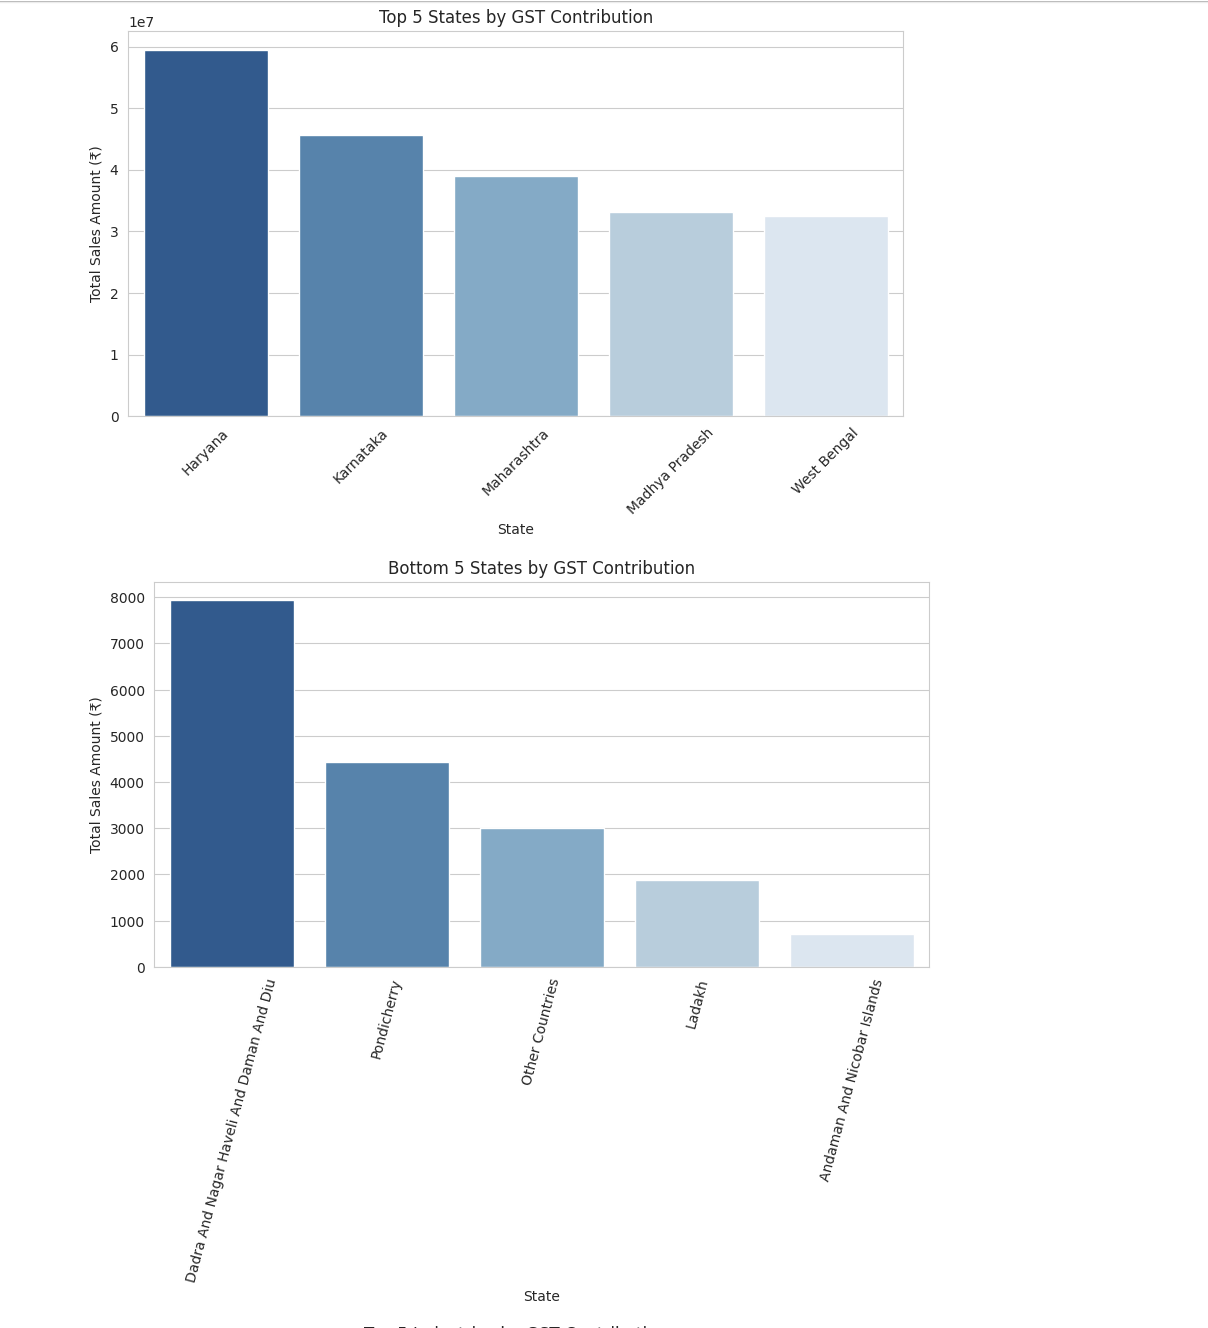 Top 5 States by GST Contribution
1e7
6
5
4
3
2
1
0
Total Sales Amount (₹)
Haryana
Karnataka
Maharashtra
Madhya Pradesh
West Bengal
State
Bottom 5 States by GST Contribution
8000
7000
6000
5000
4000
3000
2000
1000
0
Total Sales Amount (₹)
Dadra And Nagar Haveli And Daman And Diu
Pondicherry
Other Countries
Ladakh
Andaman And Nicobar Islands
State